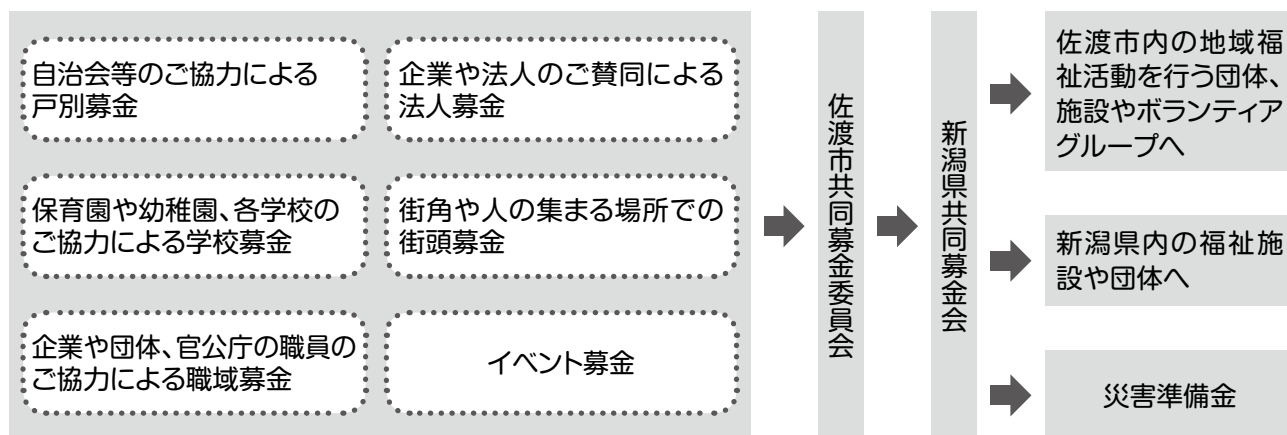 自治会等のご協力による
戸別募金
企業や法人のご賛同による
法人募金
保育園や幼稚園、各学校の
ご協力による学校募金
街角や人の集まる場所での
街頭募金
企業や団体、官公庁の職員の
ご協力による職域募金
イベント募金
佐渡市共同募金委員会
新潟県共同募金会
佐渡市内の地域福
祉活動を行う団体、
施設やボランティア
グループへ
新潟県内の福祉施
設や団体へ
災害準備金